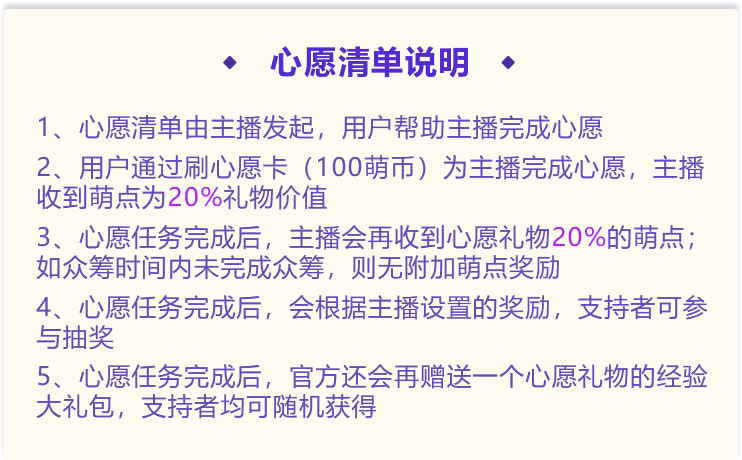 心愿清单说明
1、心愿清单由主播发起，用户帮助主播完成心愿
2、用户通过刷心愿卡（100萌币）为主播完成心愿，主播
收到萌点为20%礼物价值
3、心愿任务完成后，主播会再收到心愿礼物20%的萌点；
如众筹时间内未完成众筹，则无附加萌点奖励
4、心愿任务完成后，会根据主播设置的奖励，支持者可参
与抽奖
5、心愿任务完成后，官方还会再赠送一个心愿礼物的经验
大礼包，支持者均可随机获得